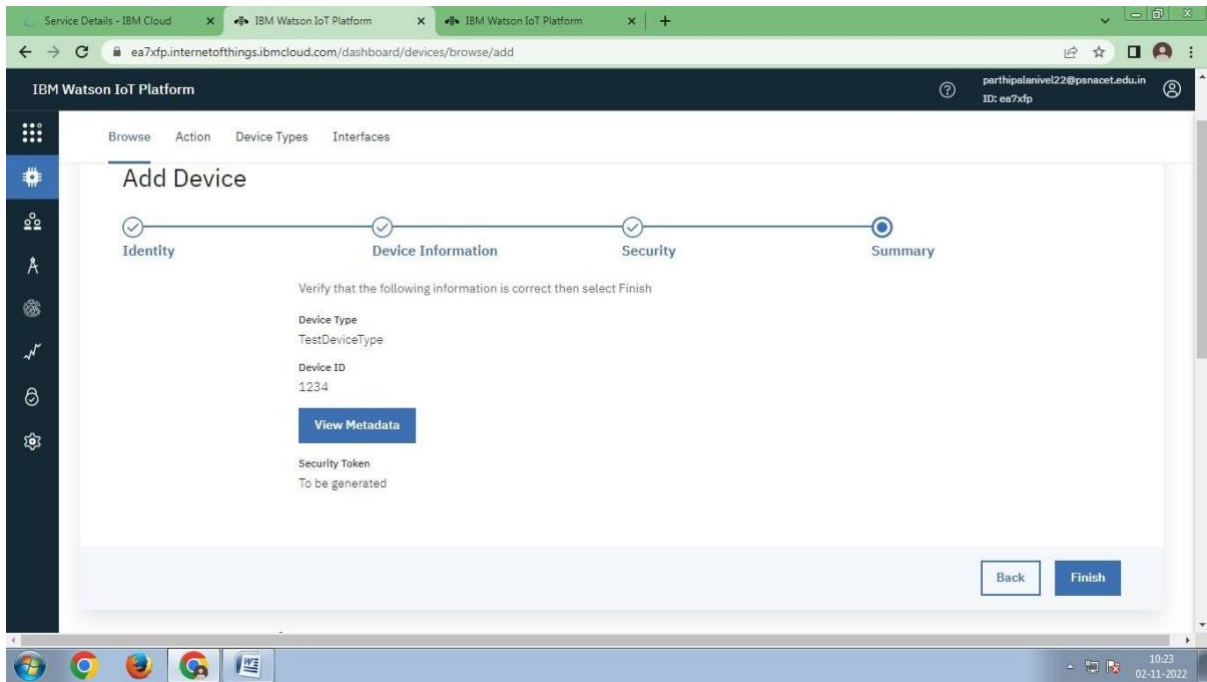 Service Details - IBM Cloud
IBM Watson IoT Platform
IBM Watson IoT Platform
ea7xfp.internetofthings.ibmcloud.com/dashboard/devices/browse/add
IBM Watson IoT Platform
parthipalanivel22@psnacet.edu.in
ID: ea7xfp
Browse Action Device Types Interfaces
Add Device
Identity Device Information Security Summary
Verify that the following information is correct then select Finish
Device Type
TestDeviceType
Device ID
1234
View Metadata
Security Token
To be generated
Back Finish
10:23
02-11-2022